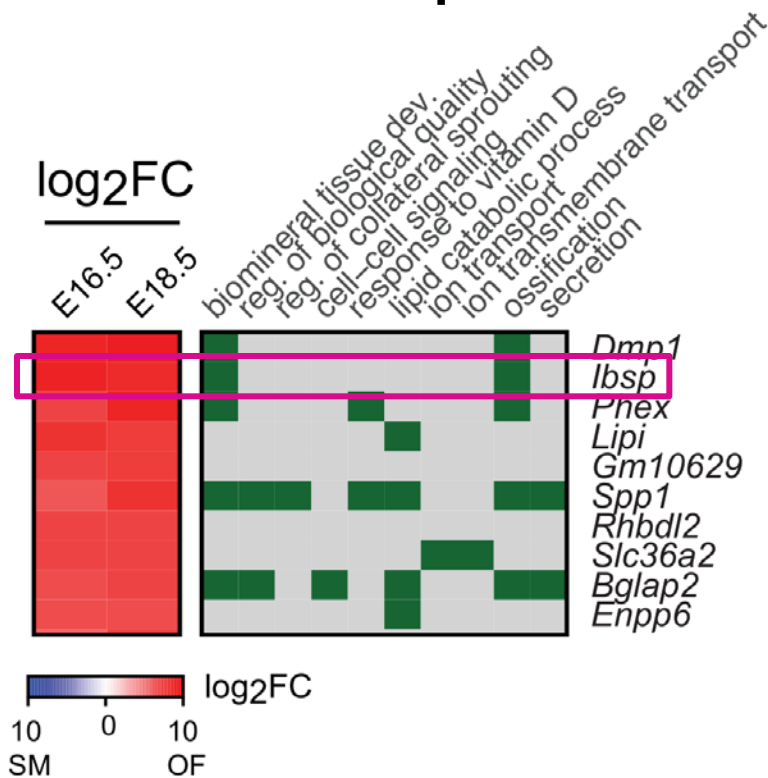 log2FC
E16.5
E18.5
biomineral tissue dev.
reg. of biological quality
reg. of collateral sprouting
cell-cell signaling
response to vitamin D
lipid catabolic process
Ion transport
Ion transmembrane transport
ossification
secretion
Dmp1
Ibsp
Phex
Lipi
Gm10629
Spp1
Rhbdl2
Slc36a2
Bglap2
Enpp6
log2FC
10 0 10
SM OF